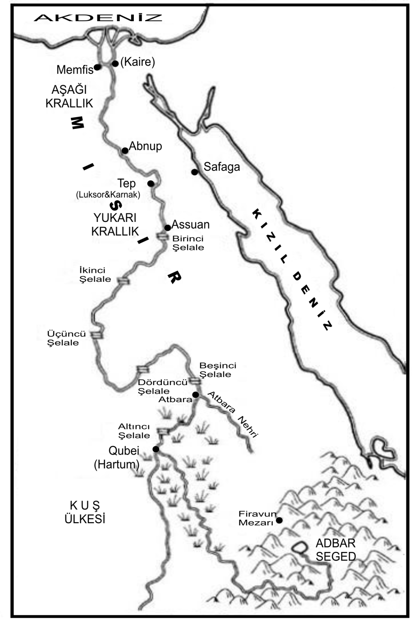 AKDENİZ
Memfis
(Kaire)
AŞAĞI
KRALLIK
MISIR
Abnup
Safaga
Tep
(Luksor&Karnak)
YUKARI
KRALLIK
Assuan
Birinci
Şelale
KIZIL DENİZ
İkinci
Şelale
Üçüncü
Şelale
Beşinci
Şelale
Dördüncü
Şelale
Atbara
Atbara Nehri
Altıncı
Şelale
Qubei
(Hartum)
KUŞ
ÜLKESİ
Firavun
Mezarı
ADBAR
SEGED